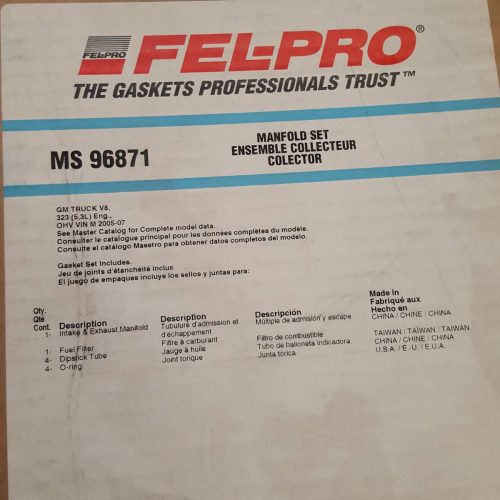 FEL-PRO
FEL-PRO®
THE GASKETS PROFESSIONALS TRUST™
MS 96871
MANFOLD SET
ENSEMBLE COLLECTEUR
COLECTOR
GM TRUCK V8,
323 (5.3L) Eng.,
OHV VIN M 2005-07
See Master Catalog for Complete model data.
Consulter le catalogue principal pour les données complètes du modèle.
Consulte el catálogo Maestro para obtener datos completos del modelo.
Gasket Set Includes.
Jeu de joints d'étanchéité inclus
El juego de empaques incluye los sellos y juntas para:
Qty.
Qté
Cont. Description Description Descripción
Made In
Fabriqué aux
Hecho en
1- Intake & Exhaust Manifold Tubulure d'admission et d'échappement Múltiple de admisión y escape CHINA / CHINE / CHINA
1- Fuel Filter Filtre à carburant Filtro de combustible TAIWAN / TAÏWAN / TAIWAN
4- Dipstick Tube Jauge à huile Tubo de balloneta indicadora CHINA / CHINE / CHINA
4- O-ring Joint torique Junta tórica U.S.A. / É.-U. / E.U.A.